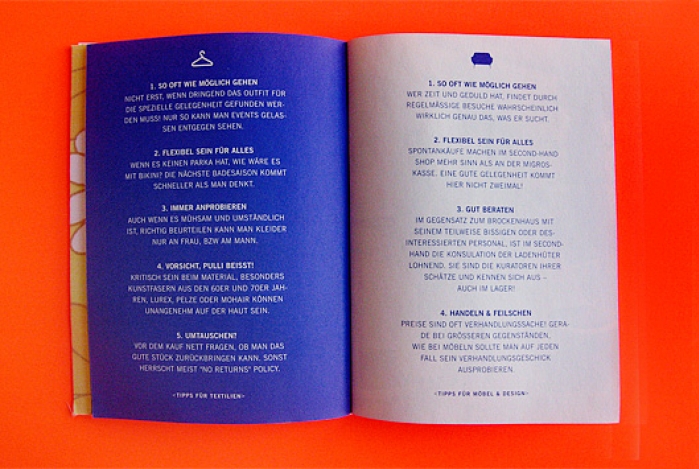 1. SO OFT WIE MÖGLICH GEHEN
NICHT ERST, WENN DRINGEND DAS OUTFIT FÜR
DIE SPEZIELLE GELEGENHEIT GEFUNDEN WER-
DEN MUSS! NUR SO KANN MAN EVENTS GELAS-
SEN ENTGEGEN SEHEN.
2. FLEXIBEL SEIN FÜR ALLES
WENN ES KEINEN PARKA HAT, WIE WÄRE ES
MIT BIKINI? DIE NÄCHSTE BADESAISON KOMMT
SCHNELLER ALS MAN DENKT.
3. IMMER ANPROBIEREN
AUCH WENN ES MÜHSAM UND UMSTÄNDLICH
IST, RICHTIG BEURTEILEN KANN MAN KLEIDER
NUR AN FRAU, BZW AM MANN.
4. VORSICHT, PULLI BEISST!
KRITISCH SEIN BEIM MATERIAL, BESONDERS
KUNSTFASERN AUS DEN 60ER UND 70ER JAH-
REN, LUREX, PELZE ODER MOHAIR KÖNNEN
UNANGENEHM AUF DER HAUT SEIN.
5. UMTAUSCHEN?
VOR DEM KAUF NETT FRAGEN, OB MAN DAS
GUTE STÜCK ZURÜCKBRINGEN KANN. SONST
HERRSCHT MEIST "NO RETURNS" POLICY.
-TIPPS FÜR TEXTILIEN-
1. SO OFT WIE MÖGLICH GEHEN
WER ZEIT UND GEDULD HAT, FINDET DURCH
REGELMÄSSIGE BESUCHE WAHRSCHEINLICH
WIRKLICH GENAU DAS, WAS ER SUCHT.
2. FLEXIBEL SEIN FÜR ALLES
SPONTANKÄUFE MACHEN IM SECOND-HAND
SHOP MEHR SINN ALS AN DER MIGROS-
KASSE. EINE GUTE GELEGENHEIT KOMMT
HIER NICHT ZWEIMAL!
3. GUT BERATEN
IM GEGENSATZ ZUM BROCKENHAUS MIT
SEINEM TEILWEISE BISSIGEN ODER DES-
INTERESSIERTEN PERSONAL, IST IM SECOND-
HAND DIE KONSULATION DER LADENHÜTER
LOHNEND. SIE SIND DIE KURATOREN IHRER
SCHÄTZE UND KENNEN SICH AUS –
AUCH IM LAGER!
4. HANDELN & FEILSCHEN
PREISE SIND OFT VERHANDLUNGSSACHE! GERA-
DE BEI GRÖSSEREN GEGENSTÄNDEN,
WIE BEI MÖBELN SOLLTE MAN AUF JEDEN
FALL SEIN VERHANDLUNGSGESCHICK
AUSPROBIEREN.
-TIPPS FÜR MÖBEL & DESIGN-